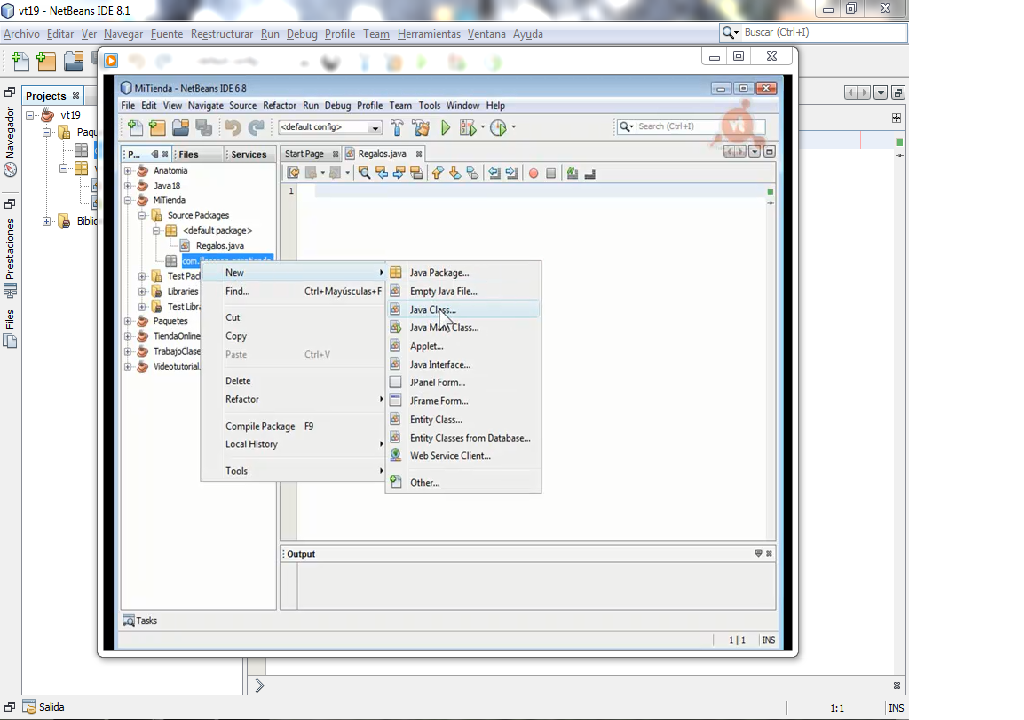 vt19 - NetBeans IDE 8.1
Archivo Editar Ver Navegar Fuente Reestructurar Run Debug Profile Team Herramientas Ventana Ayuda
Buscar (Ctrl+I)
Projects
vt19
Paqu
Biblio
Navegador
Prestaciones
Files
MiTienda - NetBeans IDE 6.8
File Edit View Navigate Source Refactor Run Debug Profile Team Tools Window Help
<default config>
Search (Ctrl+I)
vt
P... Files Services
Start Page Regalos.java
Anatomia
Java18
MiTienda
Source Packages
<default package>
Regalos.java
Test Pac
Libraries
Test Libra
Paquetes
TiendaOnline
TrabajoClase
Videotutorial
1
New
Find... Ctrl+Mayúsculas+F
Cut
Copy
Paste Ctrl+V
Delete
Refactor
Compile Package F9
Local History
Tools
Java Package...
Empty Java File...
Java Class...
Java Main Class...
Applet...
Java Interface...
JPanel Form...
JFrame Form...
Entity Class...
Entity Classes from Database...
Web Service Client...
Other...
Output
Tasks
1|1 INS
Saida
1:1 INS